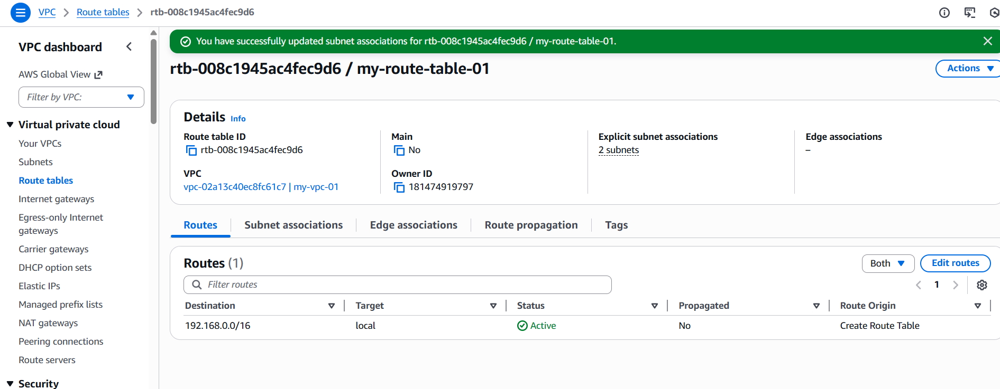 VPC > Route tables > rtb-008c1945ac4fec9d6
VPC dashboard
AWS Global View
Filter by VPC:
Virtual private cloud
Your VPCs
Subnets
Route tables
Internet gateways
Egress-only Internet
gateways
Carrier gateways
DHCP option sets
Elastic IPs
Managed prefix lists
NAT gateways
Peering connections
Route servers
Security
You have successfully updated subnet associations for rtb-008c1945ac4fec9d6 / my-route-table-01.
rtb-008c1945ac4fec9d6 / my-route-table-01
Actions
Details Info
Route table ID
rtb-008c1945ac4fec9d6
Main
No
Explicit subnet associations
2 subnets
Edge associations
–
VPC
vpc-02a13c40ec8fc61c7 | my-vpc-01
Owner ID
181474919797
Routes Subnet associations Edge associations Route propagation Tags
Routes (1)
Both Edit routes
Filter routes
1
Destination Target Status Propagated Route Origin
192.168.0.0/16 local Active No Create Route Table